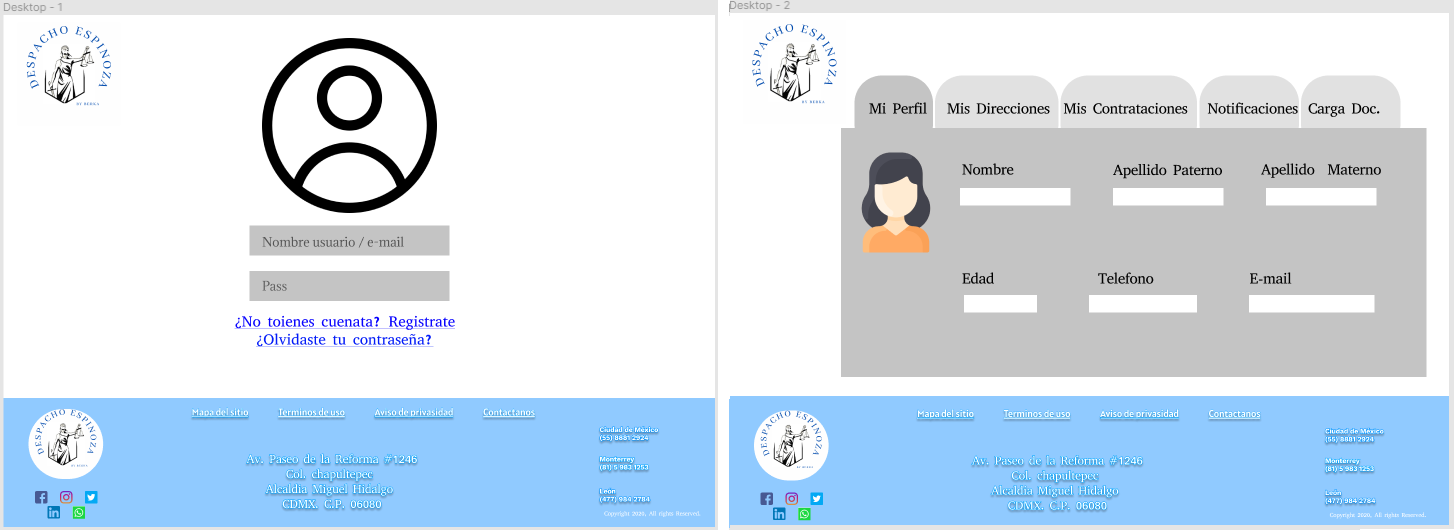 Desktop - 1
DESPACHO ESPINOZA
BY BERGA
Nombre usuario / e-mail
Pass
¿No toienes cuenata? Registrate
¿Olvidaste tu contraseña?
DESPACHO ESPINOZA
Mapa del sitio Terminos de uso Aviso de privasidad Contactanos
Av. Paseo de la Reforma #1246
Col. chapultepec
Alcaldia Miguel Hidalgo
CDMX. C.P. 06080
Ciudad de México
(55) 8881 2924
Monterrey
(81) 5 983 1253
León
(477) 984 2784
Copyright 2020, All rights Reserved.
Desktop - 2
DESPACHO ESPINOZA
BY BERGA
Mi Perfil Mis Direcciones Mis Contrataciones Notificaciones Carga Doc.
Nombre Apellido Paterno Apellido Materno
Edad Telefono E-mail
DESPACHO ESPINOZA
Mapa del sitio Terminos de uso Aviso de privasidad Contactanos
Av. Paseo de la Reforma #1246
Col. chapultepec
Alcaldia Miguel Hidalgo
CDMX. C.P. 06080
Ciudad de México
(55) 8881 2924
Monterrey
(81) 5 983 1253
León
(477) 984 2784
Copyright 2020, All rights Reserved.